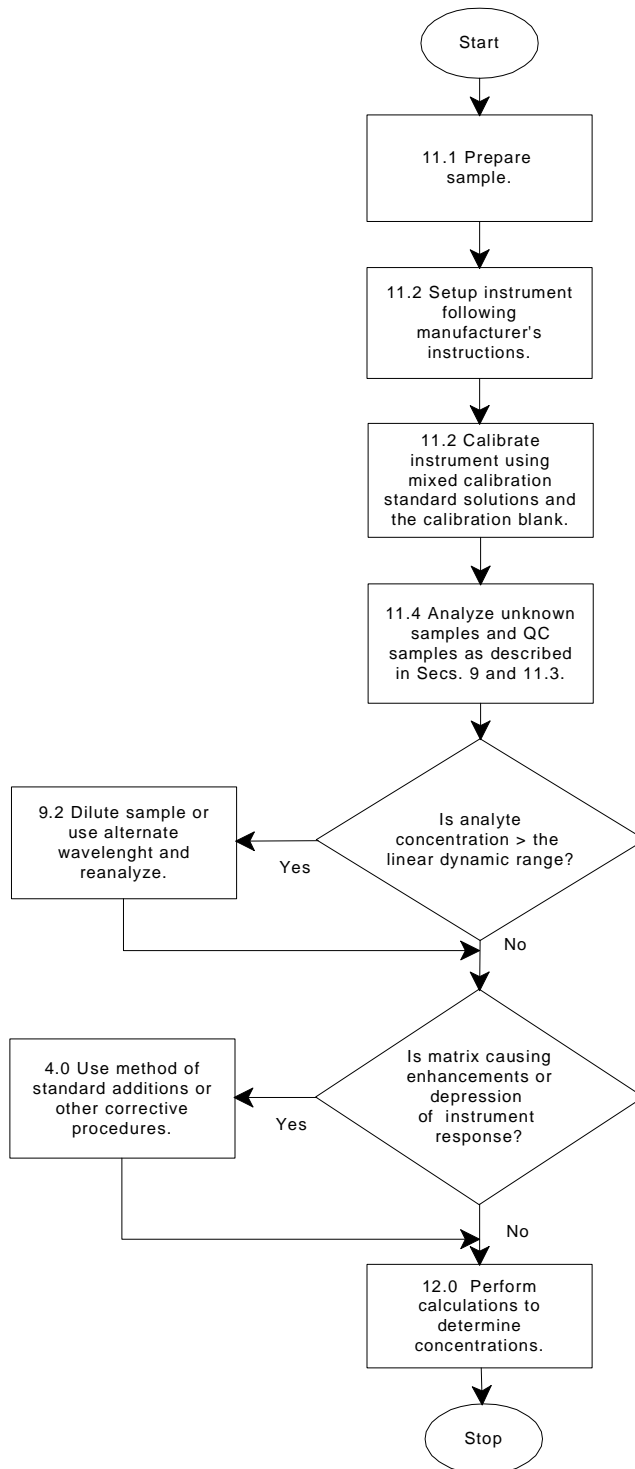 Start
11.1 Prepare
sample.
11.2 Setup instrument
following
manufacturer's
instructions.
11.2 Calibrate
instrument using
mixed calibration
standard solutions and
the calibration blank.
11.4 Analyze unknown
samples and QC
samples as described
in Secs. 9 and 11.3.
Is analyte
concentration > the
linear dynamic range?
Yes
9.2 Dilute sample or
use alternate
wavelenght and
reanalyze.
No
Is matrix causing
enhancements or
depression
of instrument
response?
Yes
4.0 Use method of
standard additions or
other corrective
procedures.
No
12.0 Perform
calculations to
determine
concentrations.
Stop